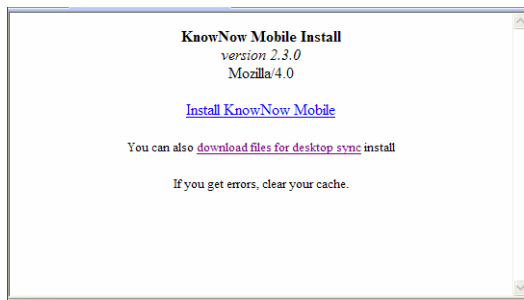 KnowNow Mobile Install
version 2.3.0
Mozilla/4.0
Install KnowNow Mobile
You can also download files for desktop sync install
If you get errors, clear your cache.